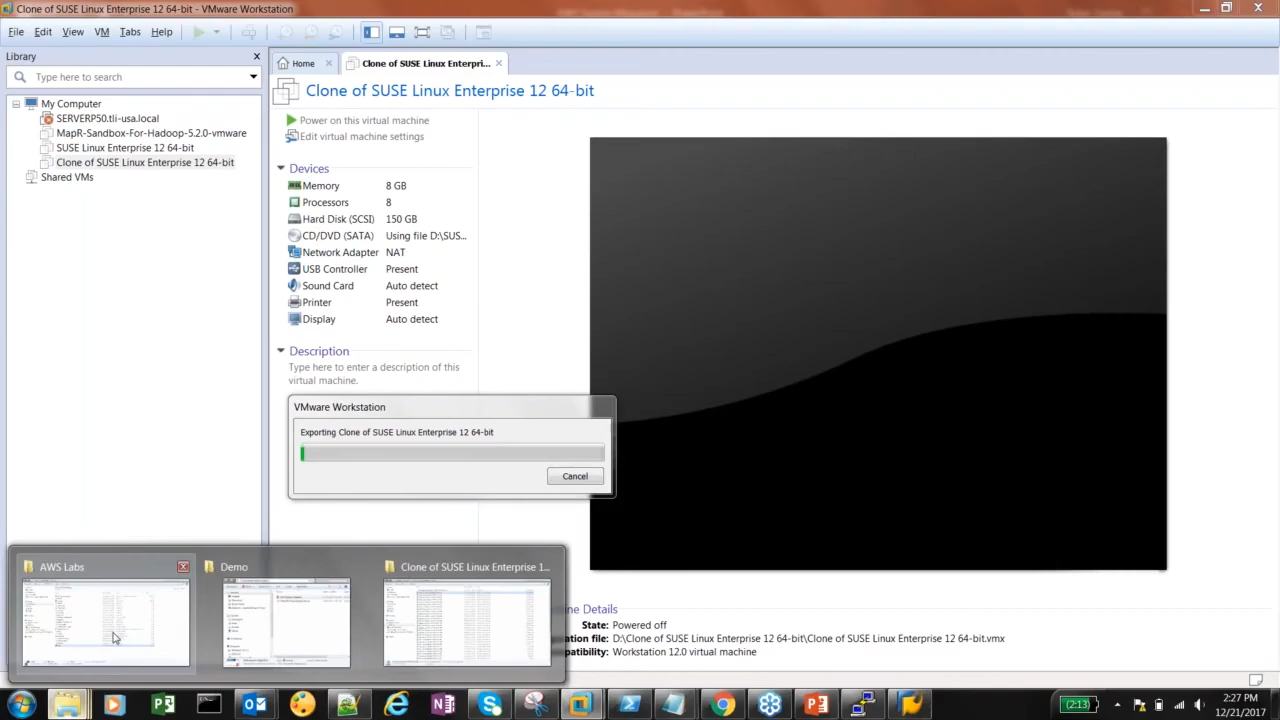 Clone of SUSE Linux Enterprise 12 64-bit - VMware Workstation
File Edit View VM Tabs Help
Library
Type here to search
My Computer
SERVERP50.tli-usa.local
MapR-Sandbox-For-Hadoop-5.2.0-vmware
SUSE Linux Enterprise 12 64-bit
Clone of SUSE Linux Enterprise 12 64-bit
Shared VMs
Home
Clone of SUSE Linux Enterpri...
Clone of SUSE Linux Enterprise 12 64-bit
Power on this virtual machine
Edit virtual machine settings
Devices
Memory 8 GB
Processors 8
Hard Disk (SCSI) 150 GB
CD/DVD (SATA) Using file D:\SUS...
Network Adapter NAT
USB Controller Present
Sound Card Auto detect
Printer Present
Display Auto detect
Description
Type here to enter a description of this
virtual machine.
VMware Workstation
Exporting Clone of SUSE Linux Enterprise 12 64-bit
Cancel
ne Details
State: Powered off
ation file: D:\Clone of SUSE Linux Enterprise 12 64-bit\Clone of SUSE Linux Enterprise 12 64-bit.vmx
patibility: Workstation 12.0 virtual machine
AWS Labs
Demo
Clone of SUSE Linux Enterprise 1...
(2:13)
2:27 PM
12/21/2017